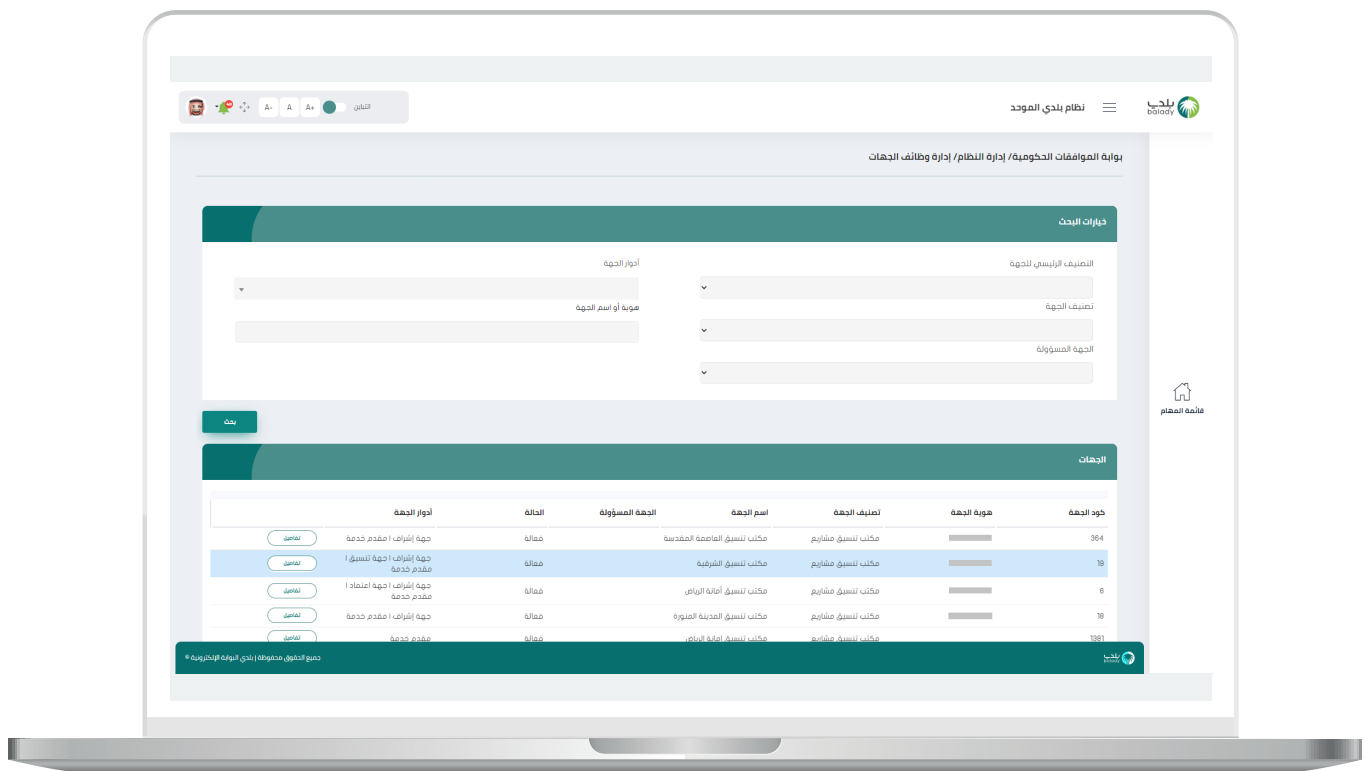 بلدي
balady
نظام بلدي الموحد
التباين
A+ A A-
بوابة الموافقات الحكومية/ إدارة النظام/ إدارة وظائف الجهات
خيارات البحث
التصنيف الرئيسي للجهة
أدوار الجهة
تصنيف الجهة
هوية أو اسم الجهة
الجهة المسؤولة
قائمة المهام
بحث
الجهات
كود الجهة هوية الجهة تصنيف الجهة اسم الجهة الجهة المسؤولة الحالة أدوار الجهة
364 مكتب تنسيق مشاريع مكتب تنسيق العاصمة المقدسة فعالة جهة إشراف | مقدم خدمة تفاصيل
19 مكتب تنسيق مشاريع مكتب تنسيق الشرقية فعالة جهة إشراف | جهة تنسيق |
مقدم خدمة تفاصيل
6 مكتب تنسيق مشاريع مكتب تنسيق أمانة الرياض فعالة جهة إشراف | جهة اعتماد |
مقدم خدمة تفاصيل
18 مكتب تنسيق مشاريع مكتب تنسيق المدينة المنورة فعالة جهة إشراف | مقدم خدمة تفاصيل
1381 مكتب تنسيق مشاريع مكتب تنسيق امانة الرياض فعالة مقدم خدمة تفاصيل
بلدي
balady
جميع الحقوق محفوظة | بلدي البوابة الإلكترونية ©